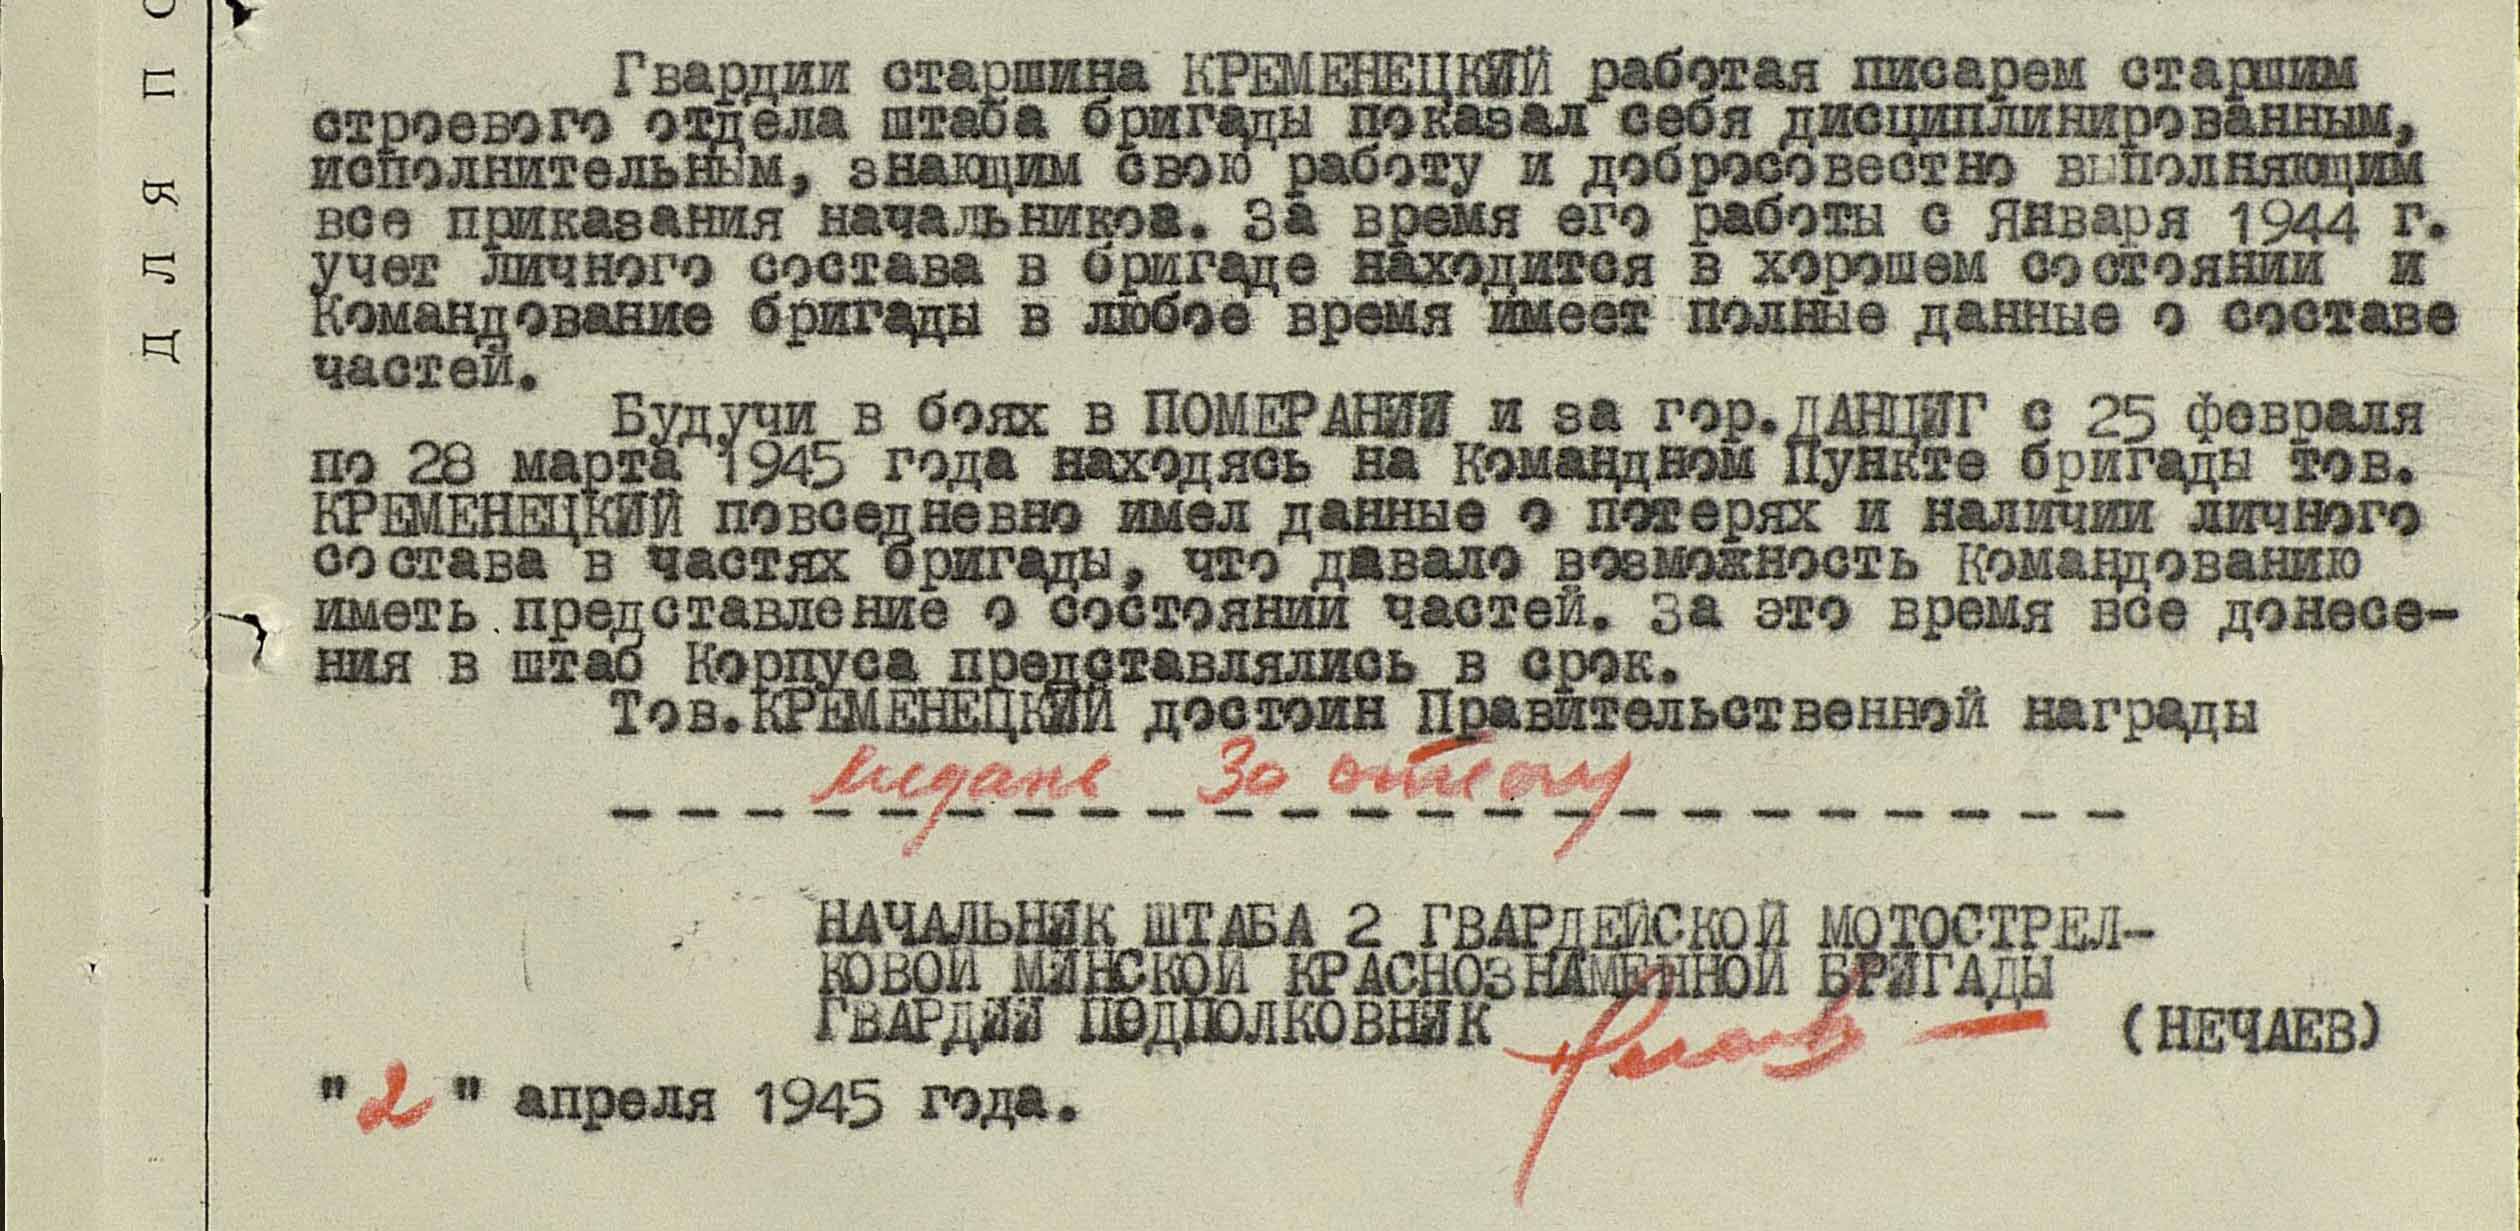 ДЛЯ ПО
Гвардии старшина КРЕМЕНЕЦКИЙ работая писарем старшим
строевого отдела штаба бригады показал себя дисциплинированным,
исполнительным, знающим свою работу и добросовестно выполняющим
все приказания начальников. За время его работы с Января 1944 г.
учет личного состава в бригаде находится в хорошем состоянии и
Командование бригады в любое время имеет полные данные о составе
частей.
Будучи в боях в ПОМЕРАНИИ и за гор.ДАНЦИГ с 25 февраля
по 28 марта 1945 года находясь на Командном Пункте бригады тов.
КРЕМЕНЕЦКИЙ повседневно имел данные о потерях и наличии личного
состава в частях бригады, что давало возможность Командованию
иметь представление о состоянии частей. За это время все донесе-
ния в штаб Корпуса представлялись в срок.
Тов.КРЕМЕНЕЦКИЙ достоин Правительственной награды
медаль За отвагу
НАЧАЛЬНИК ШТАБА 2 ГВАРДЕЙСКОЙ МОТОСТРЕЛ-
КОВОЙ МИНСКОЙ КРАСНОЗНАМЕННОЙ БРИГАДЫ
ГВАРДИИ ПОДПОЛКОВНИК (НЕЧАЕВ)
"2" апреля 1945 года.